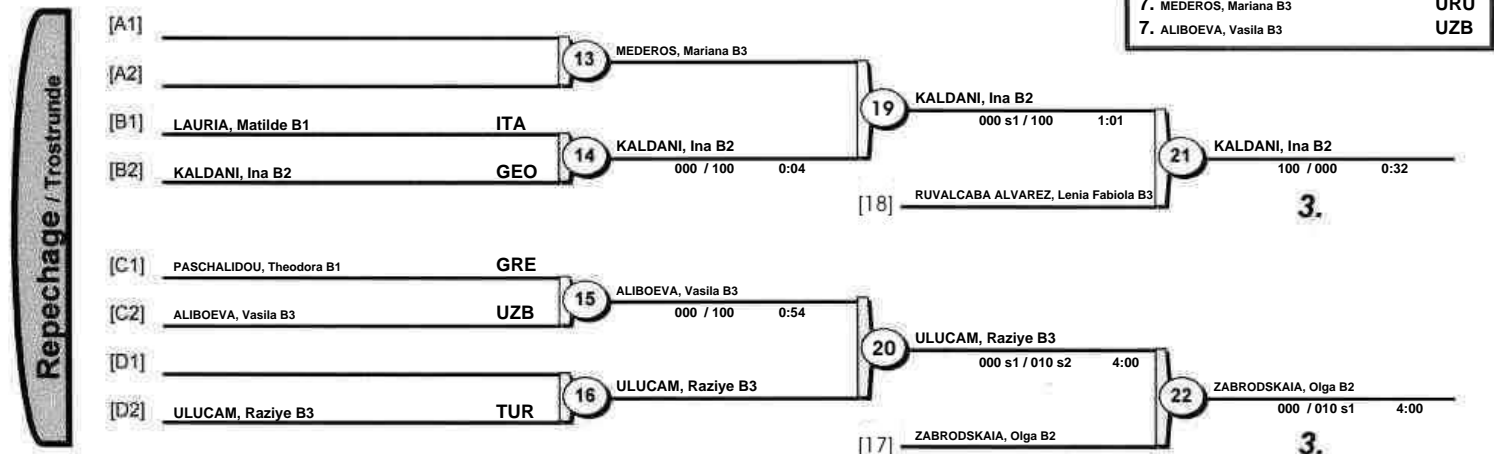 7. MEDEROS, Mariana B3 URU
7. ALIBOEVA, Vasila B3 UZB
Repechage / Trostrunde
[A1]
13 MEDEROS, Mariana B3
[A2]
19 KALDANI, Ina B2
000 s1 / 100 1:01
[B1] LAURIA, Matilde B1 ITA
14 KALDANI, Ina B2
000 / 100 0:04
21 KALDANI, Ina B2
100 / 000 0:32
[B2] KALDANI, Ina B2 GEO
[18] RUVALCABA ALVAREZ, Lenia Fabiola B3
3.
[C1] PASCHALIDOU, Theodora B1 GRE
15 ALIBOEVA, Vasila B3
000 / 100 0:54
[C2] ALIBOEVA, Vasila B3 UZB
20 ULUCAM, Raziye B3
000 s1 / 010 s2 4:00
[D1]
16 ULUCAM, Raziye B3
22 ZABRODSKAIA, Olga B2
000 / 010 s1 4:00
[D2] ULUCAM, Raziye B3 TUR
[17] ZABRODSKAIA, Olga B2
3.